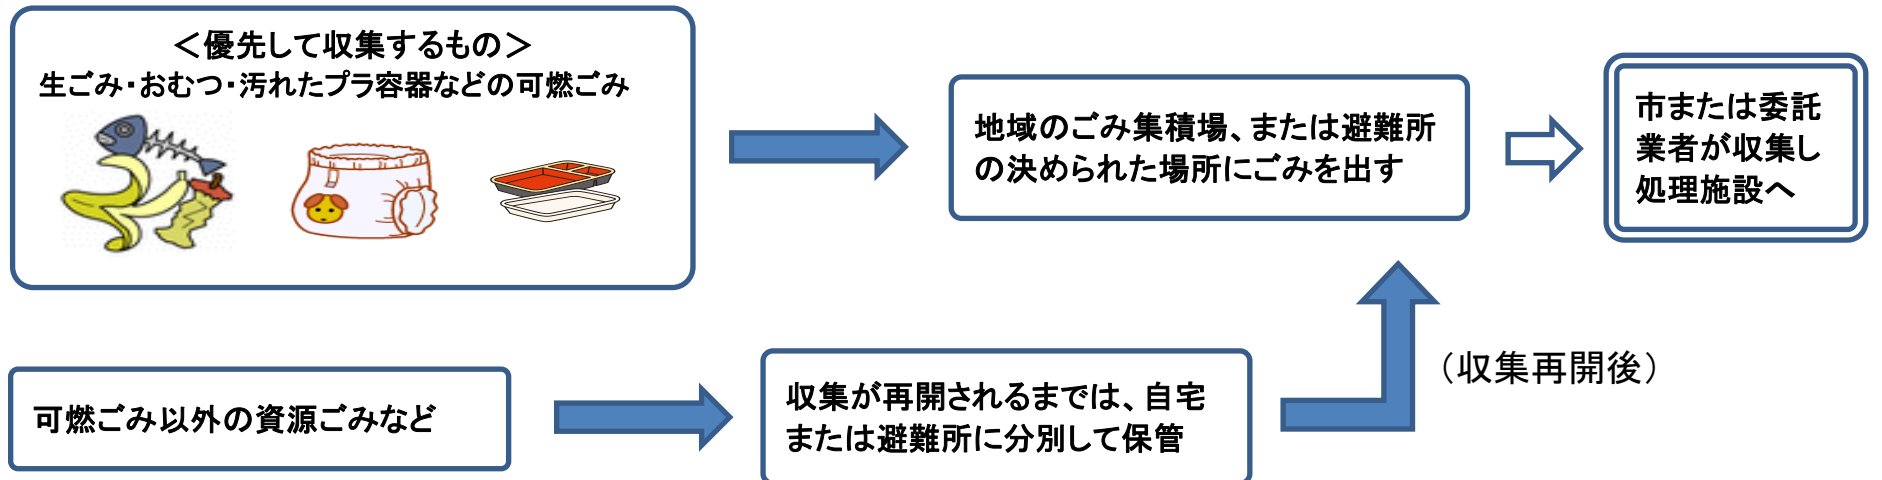 ＜優先して収集するもの＞
生ごみ・おむつ・汚れたプラ容器などの可燃ごみ
地域のごみ集積場、または避難所
の決められた場所にごみを出す
市または委託
業者が収集し
処理施設へ
可燃ごみ以外の資源ごみなど
収集が再開されるまでは、自宅
または避難所に分別して保管
（収集再開後）